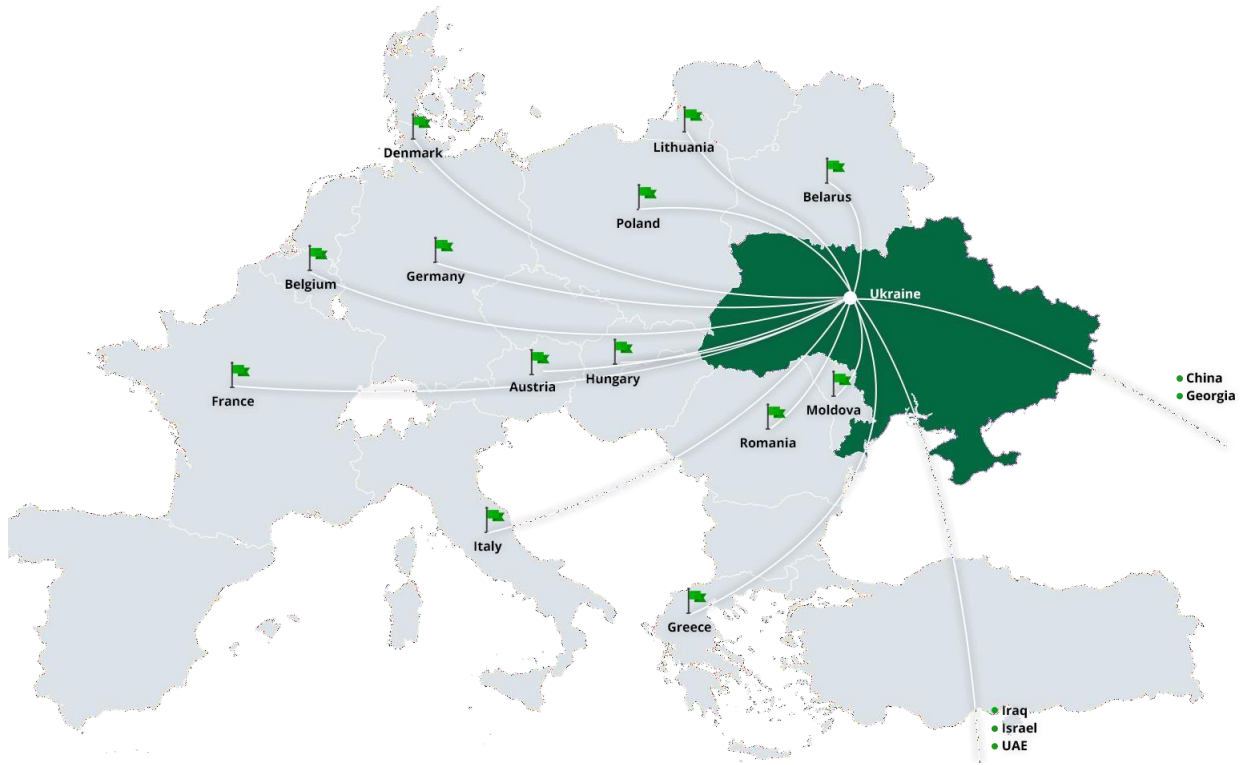 Denmark
Lithuania
Belarus
Poland
Belgium
Germany
Ukraine
France
Austria
Hungary
China
Georgia
Moldova
Romania
Italy
Greece
Iraq
Israel
UAE